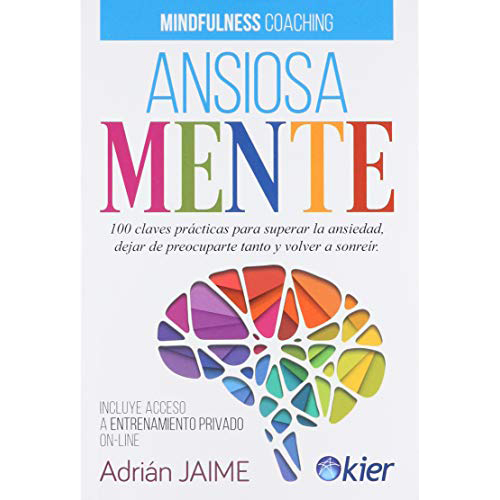 MINDFULNESS COACHING
ANSIOSA
MENTE
100 claves prácticas para superar la ansiedad,
dejar de preocuparte tanto y volver a sonreír.
INCLUYE ACCESO
A ENTRENAMIENTO PRIVADO
ON-LINE
Adrián JAIME
kier